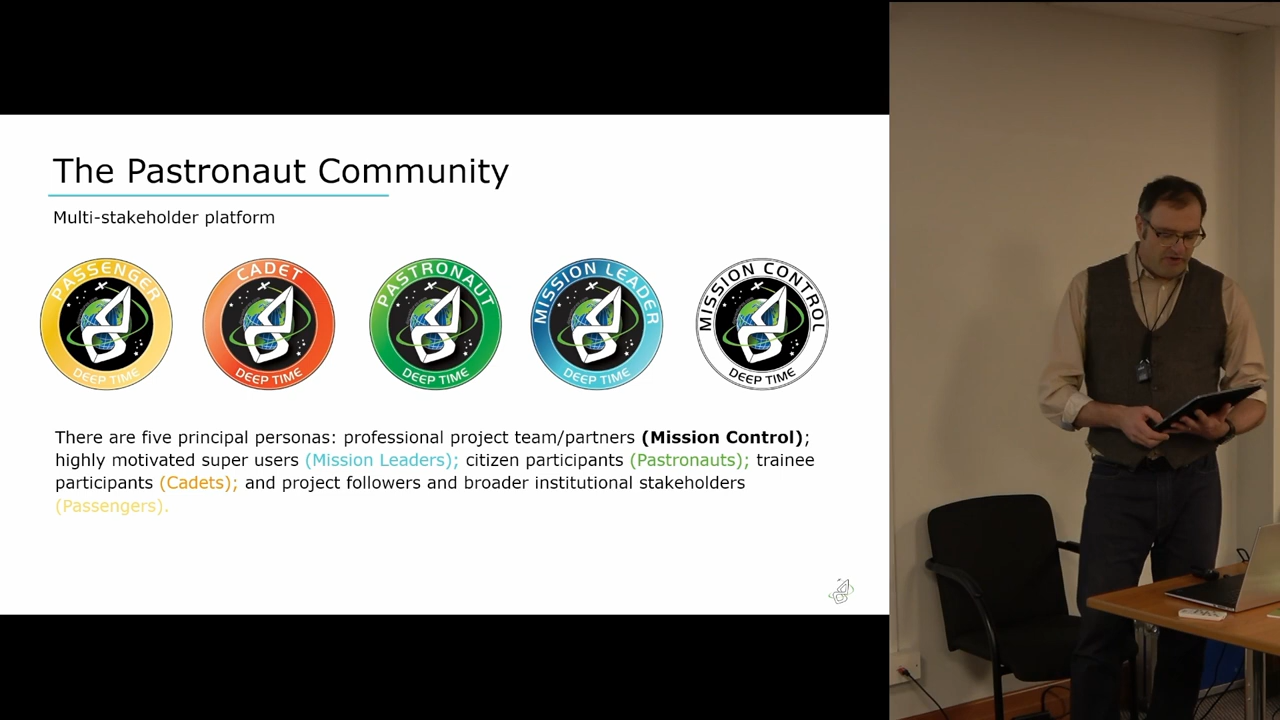 The Pastronaut Community
Multi-stakeholder platform
PASSENGER
DEEP TIME
CADET
DEEP TIME
PASTRONAUT
DEEP TIME
MISSION LEADER
DEEP TIME
MISSION CONTROL
DEEP TIME
There are five principal personas: professional project team/partners (Mission Control);
highly motivated super users (Mission Leaders); citizen participants (Pastronauts); trainee
participants (Cadets); and project followers and broader institutional stakeholders
(Passengers).